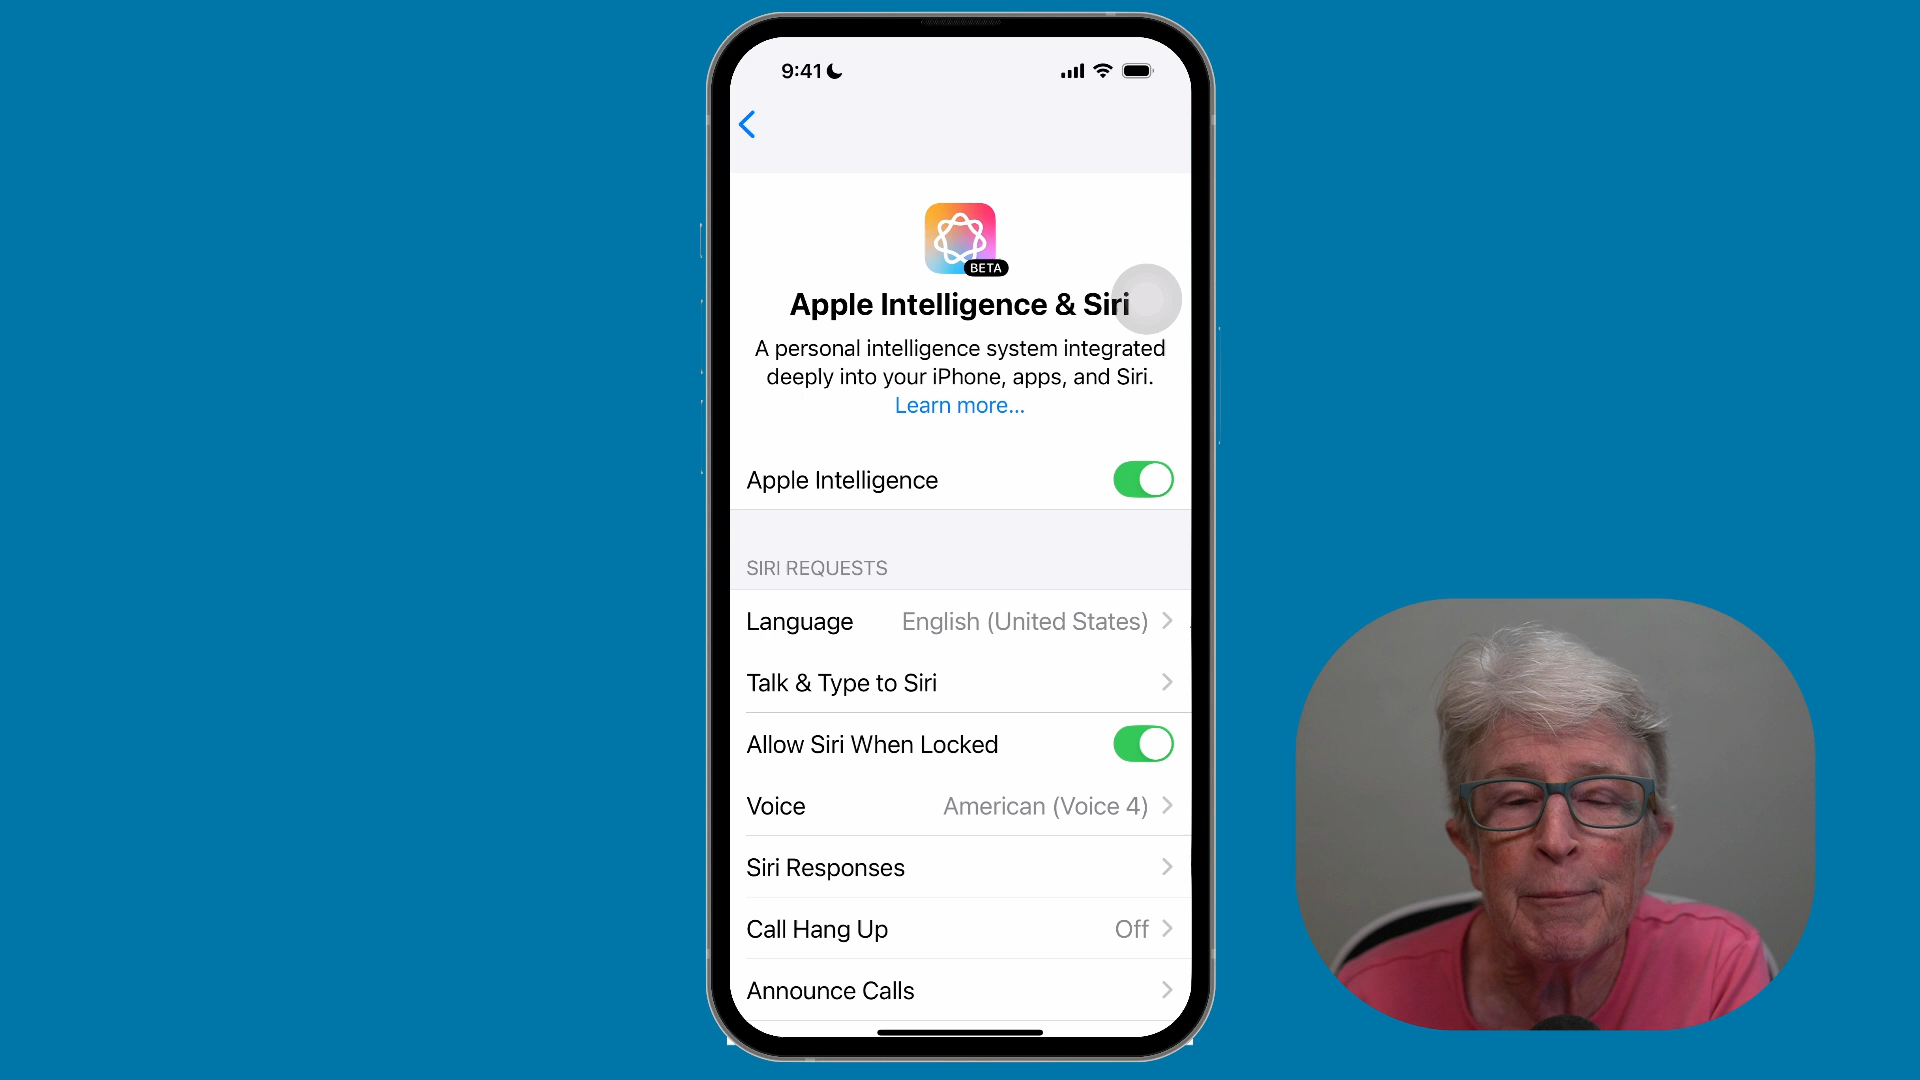 9:41
BETA
Apple Intelligence & Siri
A personal intelligence system integrated
deeply into your iPhone, apps, and Siri.
Learn more...
Apple Intelligence
SIRI REQUESTS
Language English (United States)
Talk & Type to Siri
Allow Siri When Locked
Voice American (Voice 4)
Siri Responses
Call Hang Up Off
Announce Calls